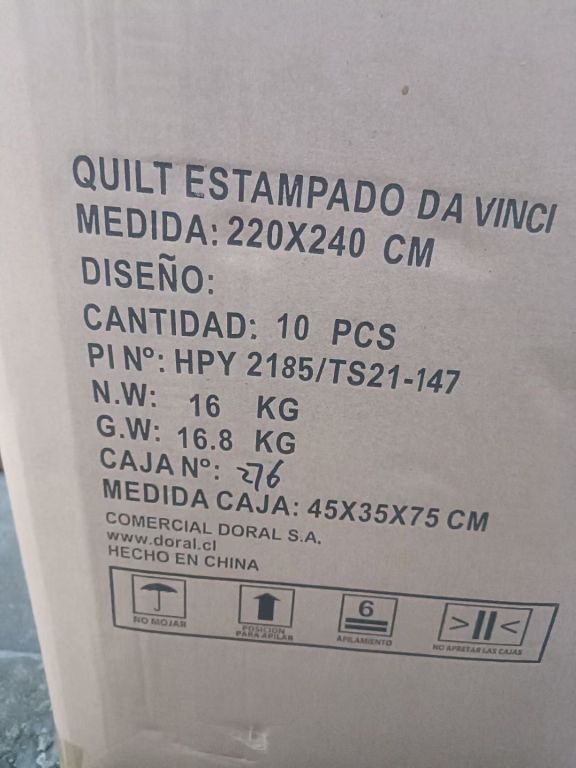 QUILT ESTAMPADO DA VINCI
MEDIDA: 220X240 CM
DISEÑO:
CANTIDAD: 10 PCS
PI Nº: HPY 2185/TS21-147
N.W: 16 KG
G.W: 16.8 KG
CAJA Nº: 276
MEDIDA CAJA: 45X35X75 CM
COMERCIAL DORAL S.A.
www.doral.cl
HECHO EN CHINA
6
NO MOJAR
POSICION PARA APILAR
APILAMIENTO
NO APRETAR LAS CAJAS